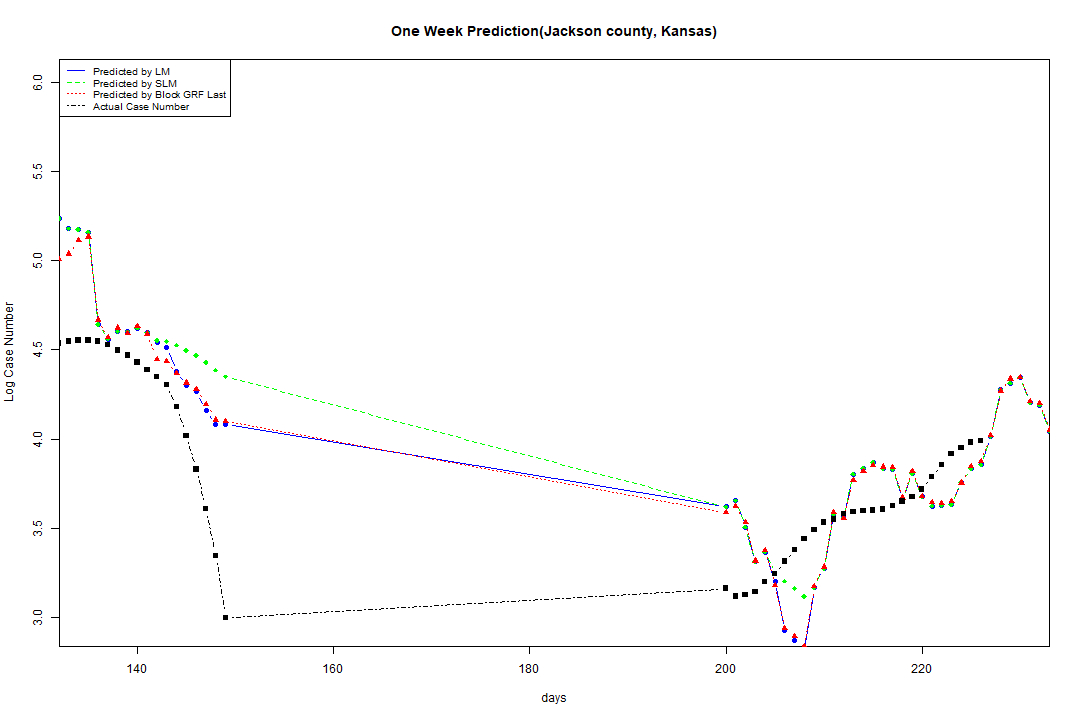 One Week Prediction(Jackson county, Kansas)
Predicted by LM
Predicted by SLM
Predicted by Block GRF Last
Actual Case Number
6.0
5.5
5.0
4.5
4.0
3.5
3.0
Log Case Number
140 160 180 200 220
days